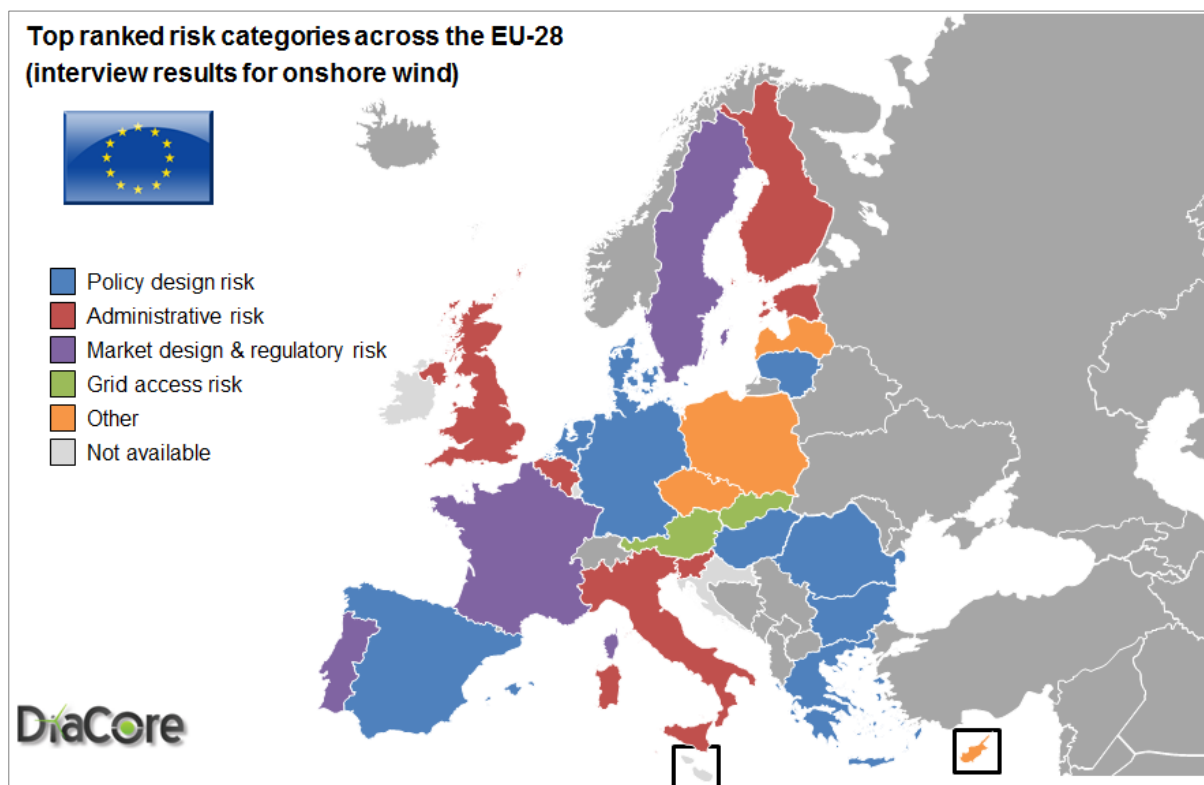 Top ranked risk categories across the EU-28
(interview results for onshore wind)
Policy design risk
Administrative risk
Market design & regulatory risk
Grid access risk
Other
Not available
DiaCore